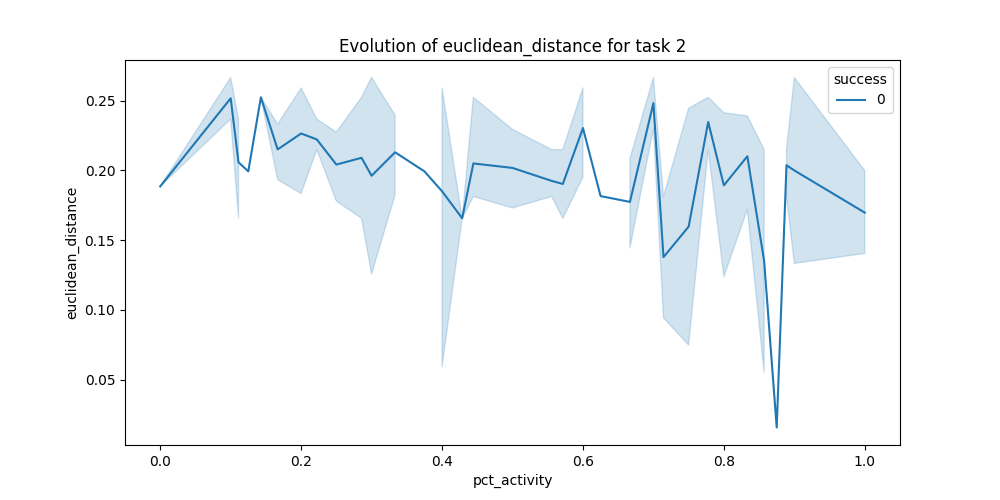 Evolution of euclidean_distance for task 2
success
0
euclidean_distance
0.25
0.20
0.15
0.10
0.05
0.0 0.2 0.4 0.6 0.8 1.0
pct_activity